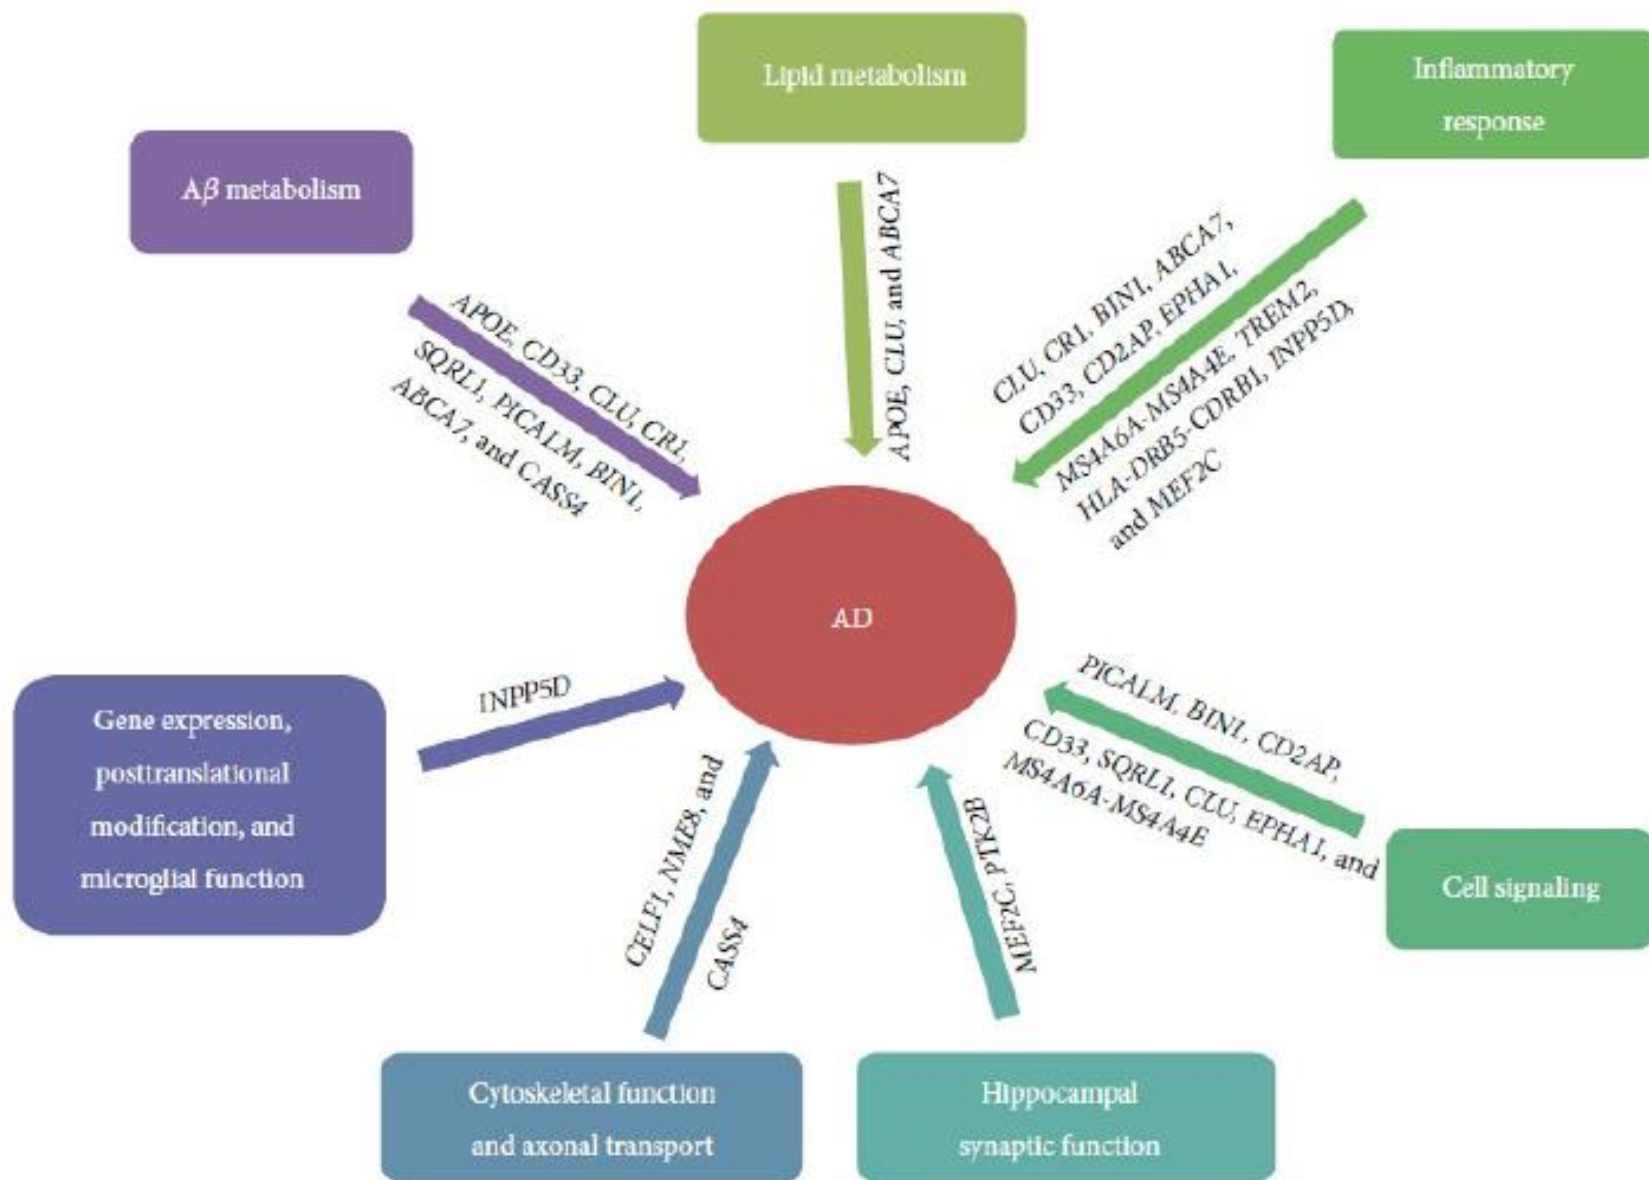 Lipid metabolism
Inflammatory
response
Aβ metabolism
APOE, CLU, and ABCA7
CLU, CR1, BIN1, ABCA7,
CD33, CD2AP, EPHA1,
MS4A6A-MS4A4E, TREM2,
HLA-DRB5-CDRB1, INPP5D,
and MEF2C
APOE, CD33, CLU, CR1,
SQRL1, PICALM, BIN1,
ABCA7, and CASS4
AD
INPP5D
Gene expression,
posttranslational
modification, and
microglial function
PICALM, BIN1, CD2AP,
CD33, SQRL1, CLU, EPHA1, and
MS4A6A-MS4A4E
Cell signaling
CELF1, NME8, and
CASS4
MEF2C, PTK2B
Cytoskeletal function
and axonal transport
Hippocampal
synaptic function